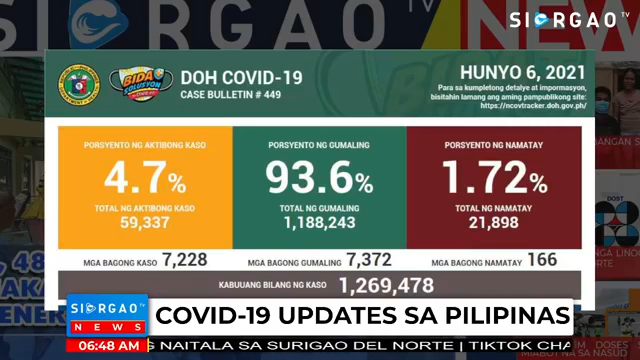 SIARGAO TV
NEW
DOH COVID-19
CASE BULLETIN # 449
BIDA
SOLUSYON
HUNYO 6, 2021
Para sa kumpletong detalye at impormasyon,
bisitahin lamang ang aming pampublikong site:
https://ncovtracker.doh.gov.ph/
PORSYENTO NG AKTIBONG KASO
4.7%
TOTAL NG AKTIBONG KASO
59,337
PORSYENTO NG GUMALING
93.6%
TOTAL NG GUMALING
1,188,243
PORSYENTO NG NAMATAY
1.72%
TOTAL NG NAMATAY
21,898
MGA BAGONG KASO 7,228
MGA BAGONG GUMALING 7,372
MGA BAGONG NAMATAY 166
KABUUANG BILANG NG KASO 1,269,478
SIARGAO TV
NEWS
COVID-19 UPDATES SA PILIPINAS
06:48 AM
G NAITALA SA SURIGAO DEL NORTE | TIKTOK CHA